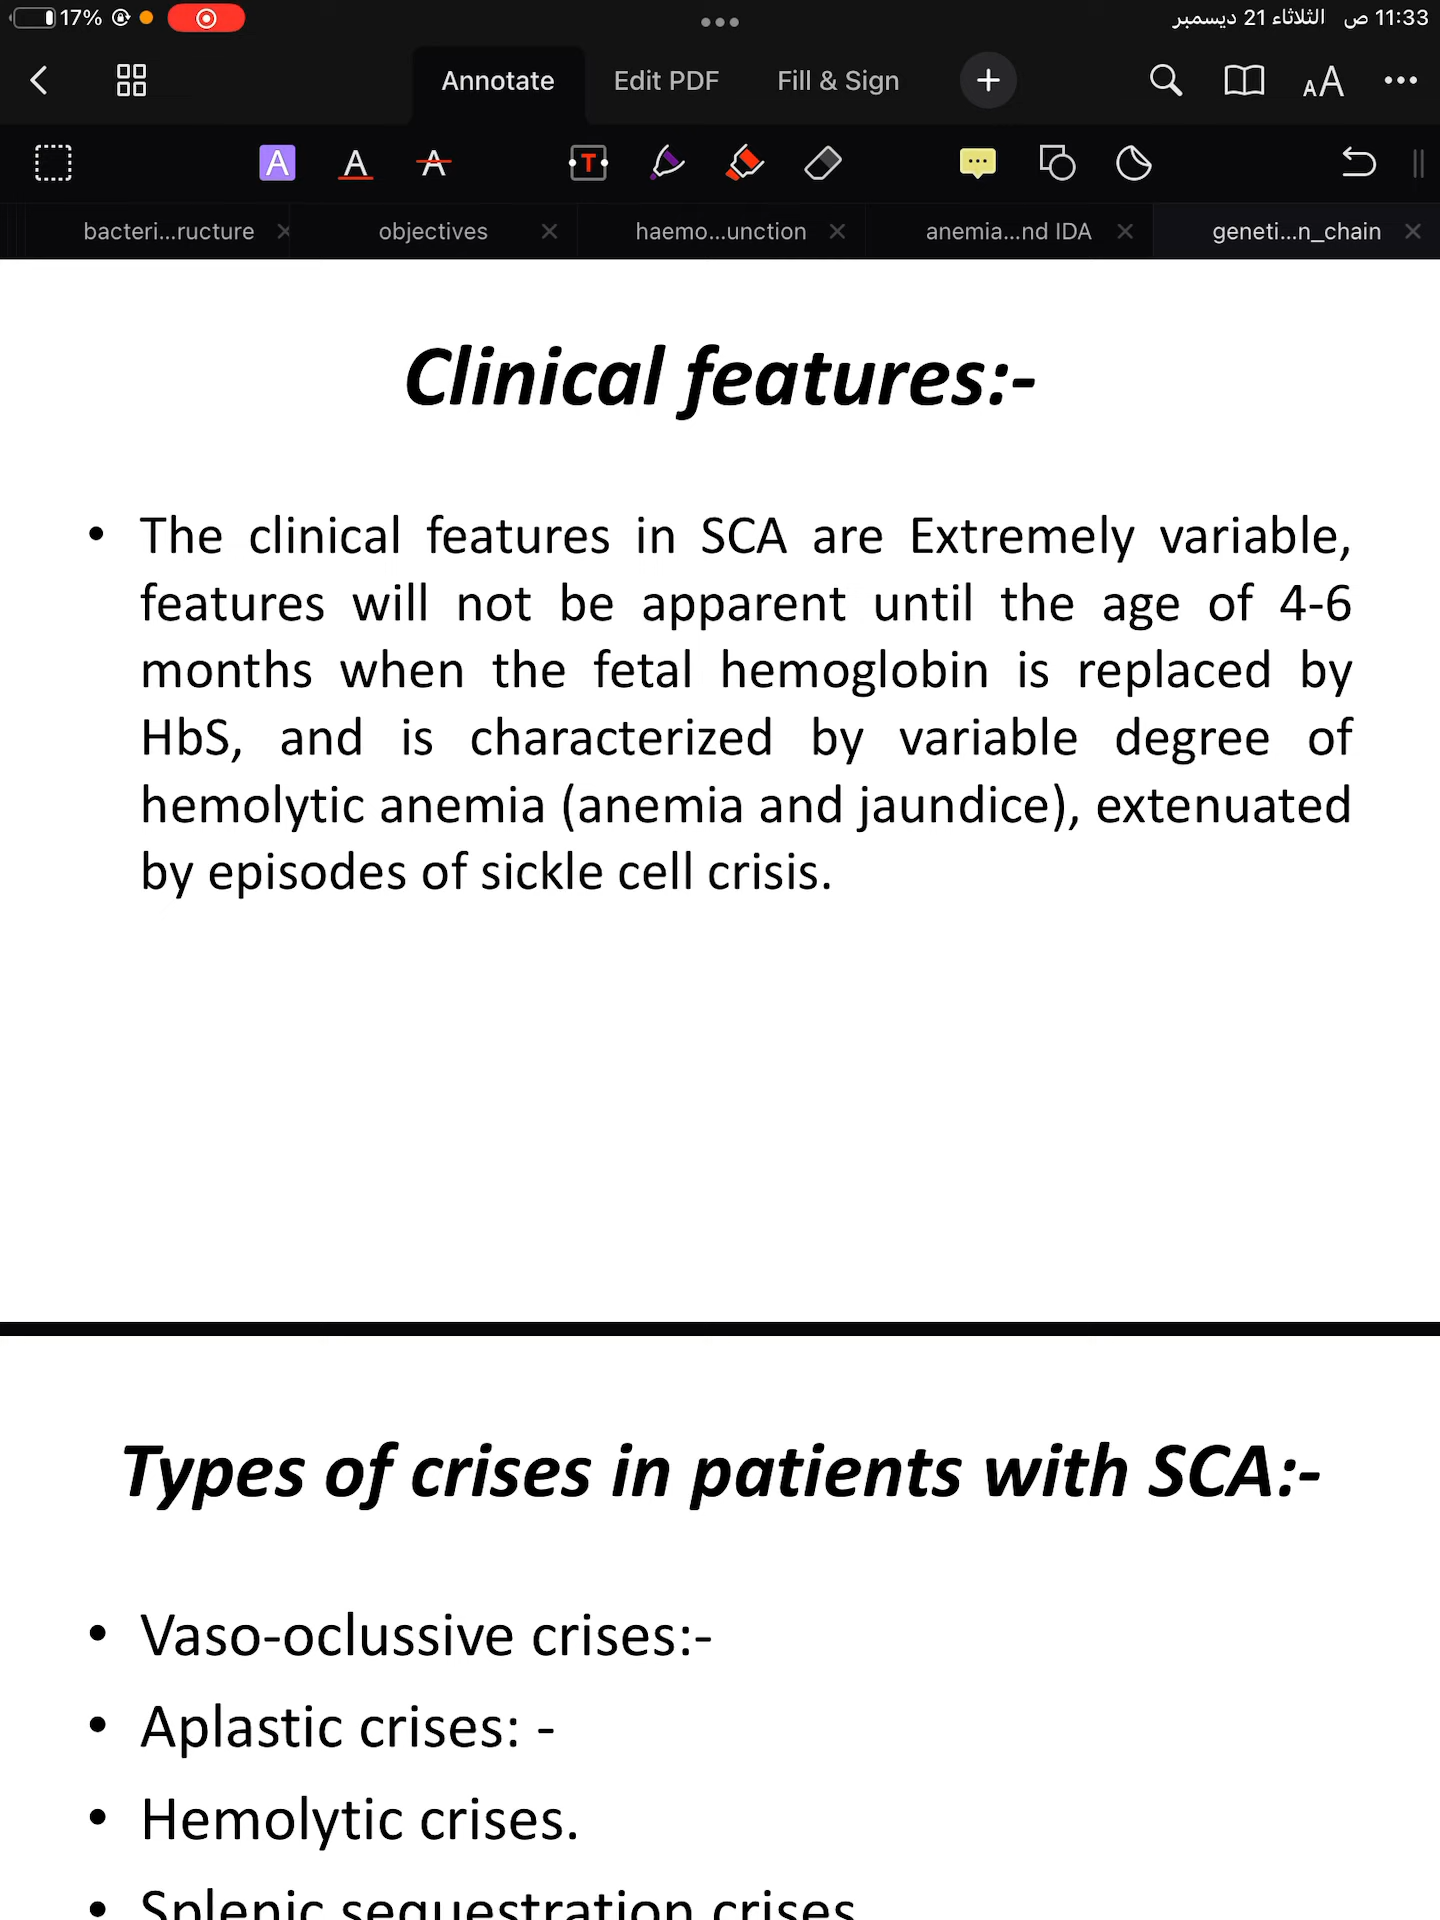 17%
الثلاثاء 21 ديسمبر 11:33 ص
Annotate Edit PDF Fill & Sign
AA
A A A T
bacteri...ructure objectives haemo...unction anemia...nd IDA geneti...n_chain
Clinical features:-
• The clinical features in SCA are Extremely variable,
features will not be apparent until the age of 4-6
months when the fetal hemoglobin is replaced by
HbS, and is characterized by variable degree of
hemolytic anemia (anemia and jaundice), extenuated
by episodes of sickle cell crisis.
Types of crises in patients with SCA:-
• Vaso-oclussive crises:-
• Aplastic crises: -
• Hemolytic crises.
• Splenic sequestration crises